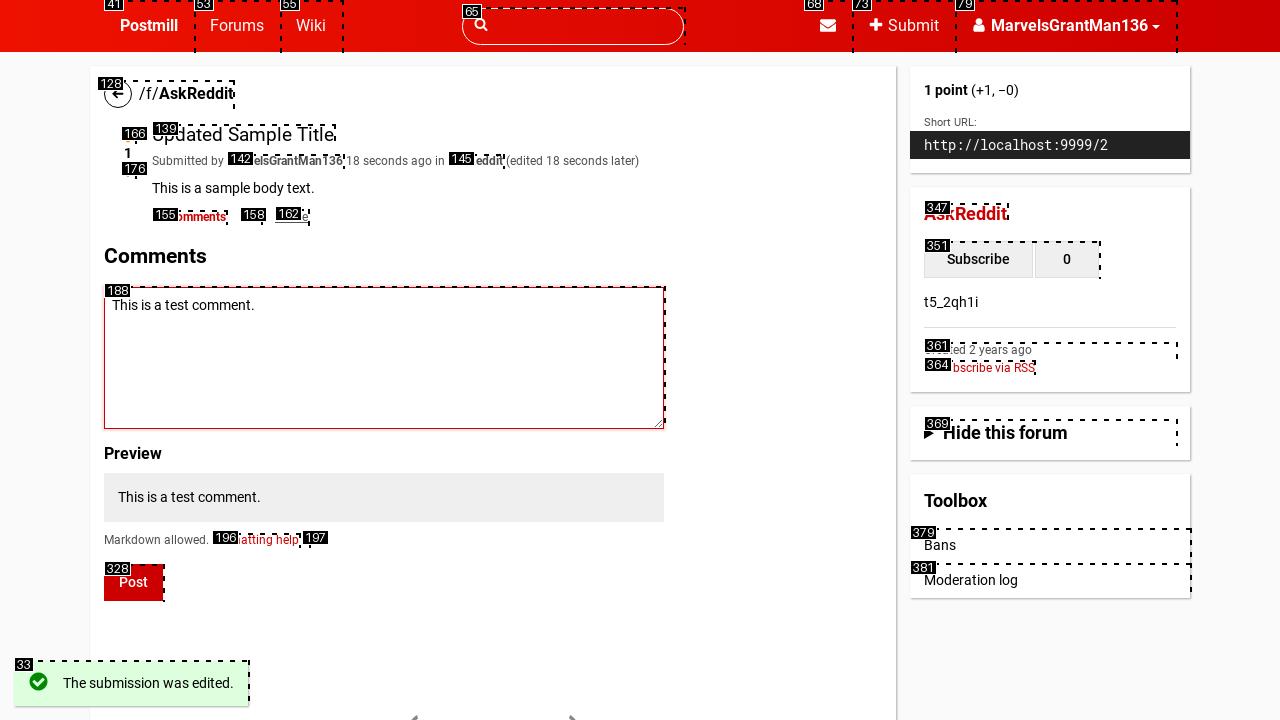 41
53
55
65
68
73
79
Postmill
Forums
Wiki
Submit
MarvelsGrantMan136
128
/f/AskReddit
166
139
Updated Sample Title
1
176
Submitted by 142 elsGrantMan136 18 seconds ago in 145 eddit (edited 18 seconds later)
This is a sample body text.
155 omments 158 162 e
Comments
188
This is a test comment.
Preview
This is a test comment.
Markdown allowed. 196 atting help 197
328
Post
33
The submission was edited.
1 point (+1, −0)
Short URL:
http://localhost:9999/2
347
AskReddit
351
Subscribe 0
t5_2qh1i
361
Created 2 years ago
364 bscribe via RSS
369
Hide this forum
Toolbox
379
Bans
381
Moderation log